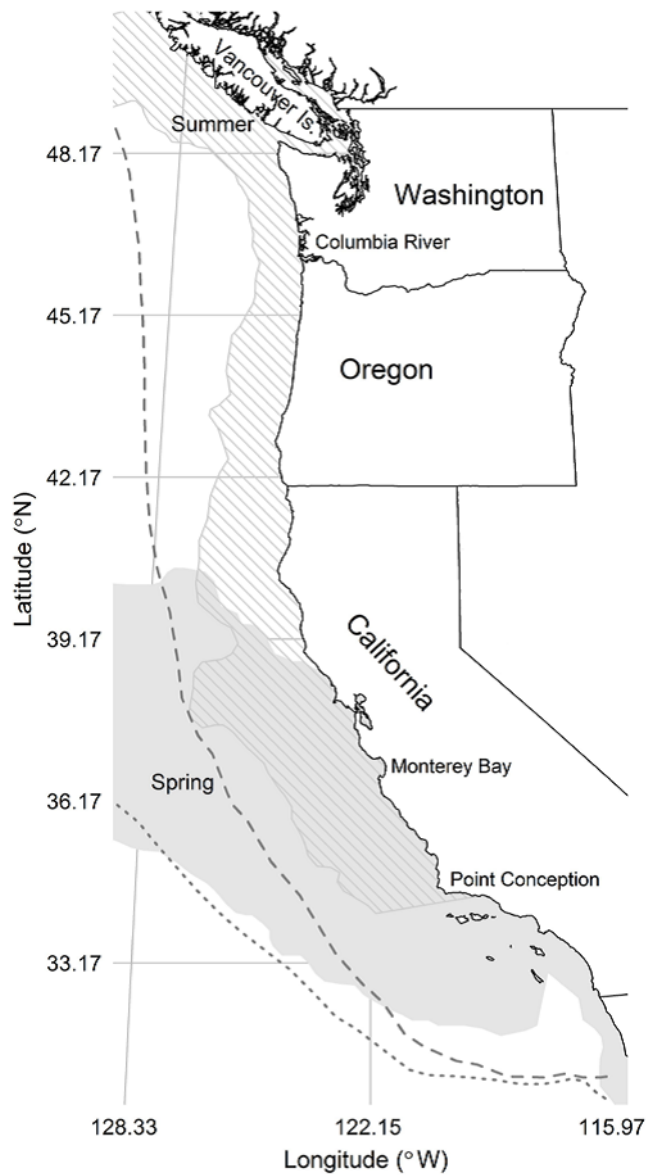 Vancouver Is.
Summer
48.17
Washington
Columbia River
45.17
Oregon
42.17
Latitude (°N)
39.17
California
Monterey Bay
Spring
36.17
Point Conception
33.17
128.33
122.15
115.97
Longitude (°W)